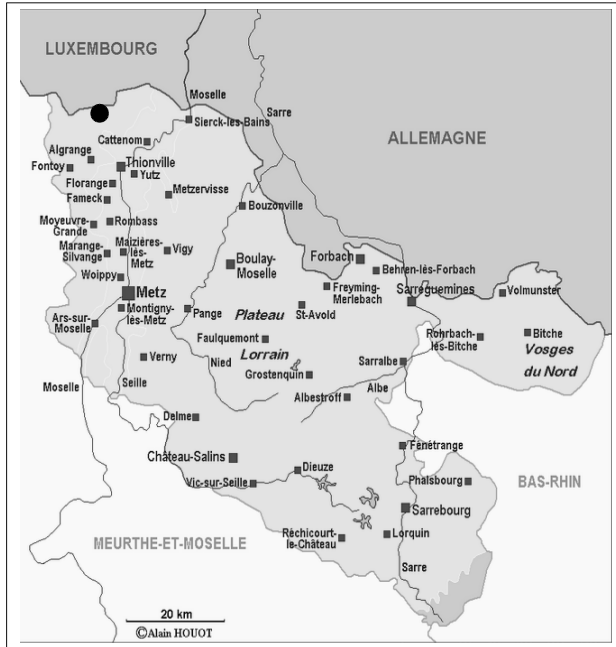 LUXEMBOURG
Moselle
Sarre
Sierck-les-Bains
ALLEMAGNE
Cattenom
Algrange
Fontoy
Thionville
Yutz
Florange
Metzervisse
Fameck
Bouzonville
Moyeuvre-
Grande
Rombass
Marange-
Silvange
Maizières-
lès-
Metz
Vigy
Boulay-
Moselle
Forbach
Behren-lès-Forbach
Woippy
Freyming-
Merlebach
Sarreguemines
Volmunster
Metz
Montigny-
lès-Metz
Pange
Plateau
St-Avold
Ars-sur-
Moselle
Faulquemont
Rohrbach-
lès-Bitche
Bitche
Verny
Nied
Lorrain
Sarralbe
Vosges
du Nord
Grostenquin
Moselle
Seille
Albe
Albestroff
Delme
Fénétrange
Château-Salins
Dieuze
Phalsbourg
BAS-RHIN
Vic-sur-Seille
Sarrebourg
MEURTHE-ET-MOSELLE
Réchicourt-
le-Château
Lorquin
Sarre
20 km
©Alain HOUOT